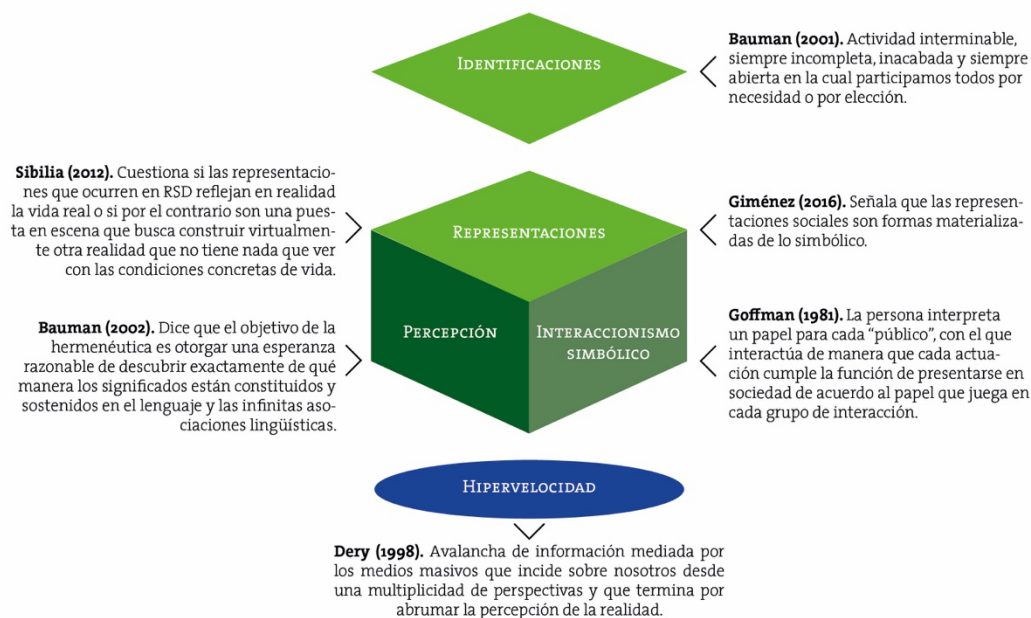 IDENTIFICACIONES
Bauman (2001). Actividad interminable,
siempre incompleta, inacabada y siempre
abierta en la cual participamos todos por
necesidad o por elección.
Sibilia (2012). Cuestiona si las representacio-
nes que ocurren en RSD reflejan en realidad
la vida real o si por el contrario son una pues-
ta en escena que busca construir virtualmen-
te otra realidad que no tiene nada que ver
con las condiciones concretas de vida.
REPRESENTACIONES
Giménez (2016). Señala que las represen-
taciones sociales son formas materializa-
das de lo simbólico.
Bauman (2002). Dice que el objetivo de la
hermenéutica es otorgar una esperanza
razonable de descubrir exactamente de qué
manera los significados están constituidos y
sostenidos en el lenguaje y las infinitas aso-
ciaciones lingüísticas.
PERCEPCIÓN
INTERACCIONISMO
SIMBÓLICO
Goffman (1981). La persona interpreta
un papel para cada “público”, con el que
interactúa de manera que cada actua-
ción cumple la función de presentarse en
sociedad de acuerdo al papel que juega en
cada grupo de interacción.
HIPERVELOCIDAD
Dery (1998). Avalancha de información mediada por
los medios masivos que incide sobre nosotros desde
una multiplicidad de perspectivas y que termina por
abrumar la percepción de la realidad.